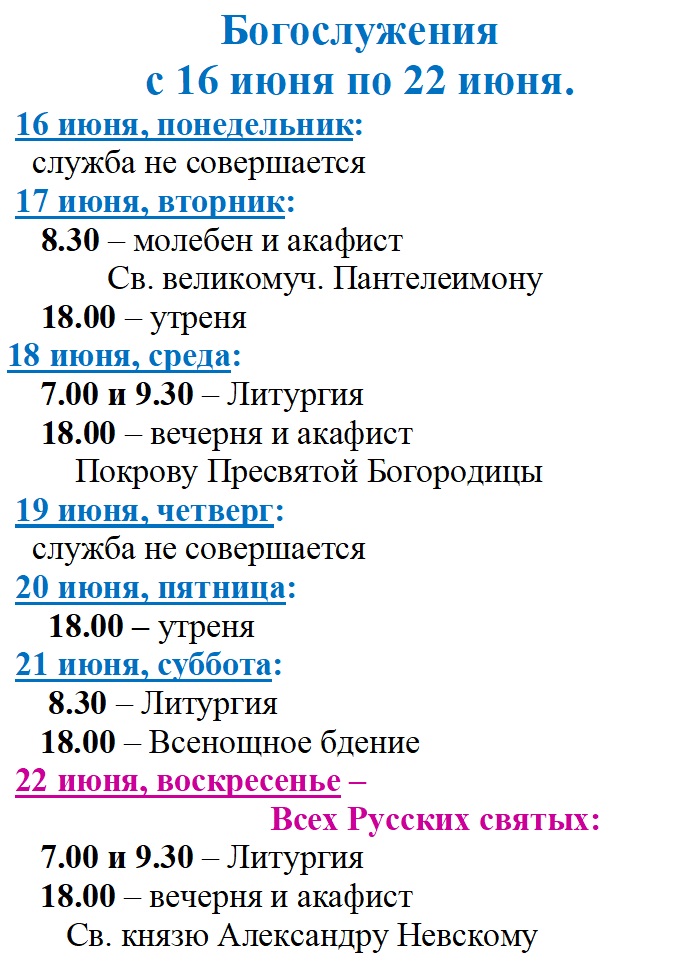 Богослужения
с 16 июня по 22 июня.
16 июня, понедельник:
служба не совершается
17 июня, вторник:
8.30 – молебен и акафист
Св. великомуч. Пантелеимону
18.00 – утреня
18 июня, среда:
7.00 и 9.30 – Литургия
18.00 – вечерня и акафист
Покрову Пресвятой Богородицы
19 июня, четверг:
служба не совершается
20 июня, пятница:
18.00 – утреня
21 июня, суббота:
8.30 – Литургия
18.00 – Всенощное бдение
22 июня, воскресенье –
Всех Русских святых:
7.00 и 9.30 – Литургия
18.00 – вечерня и акафист
Св. князю Александру Невскому